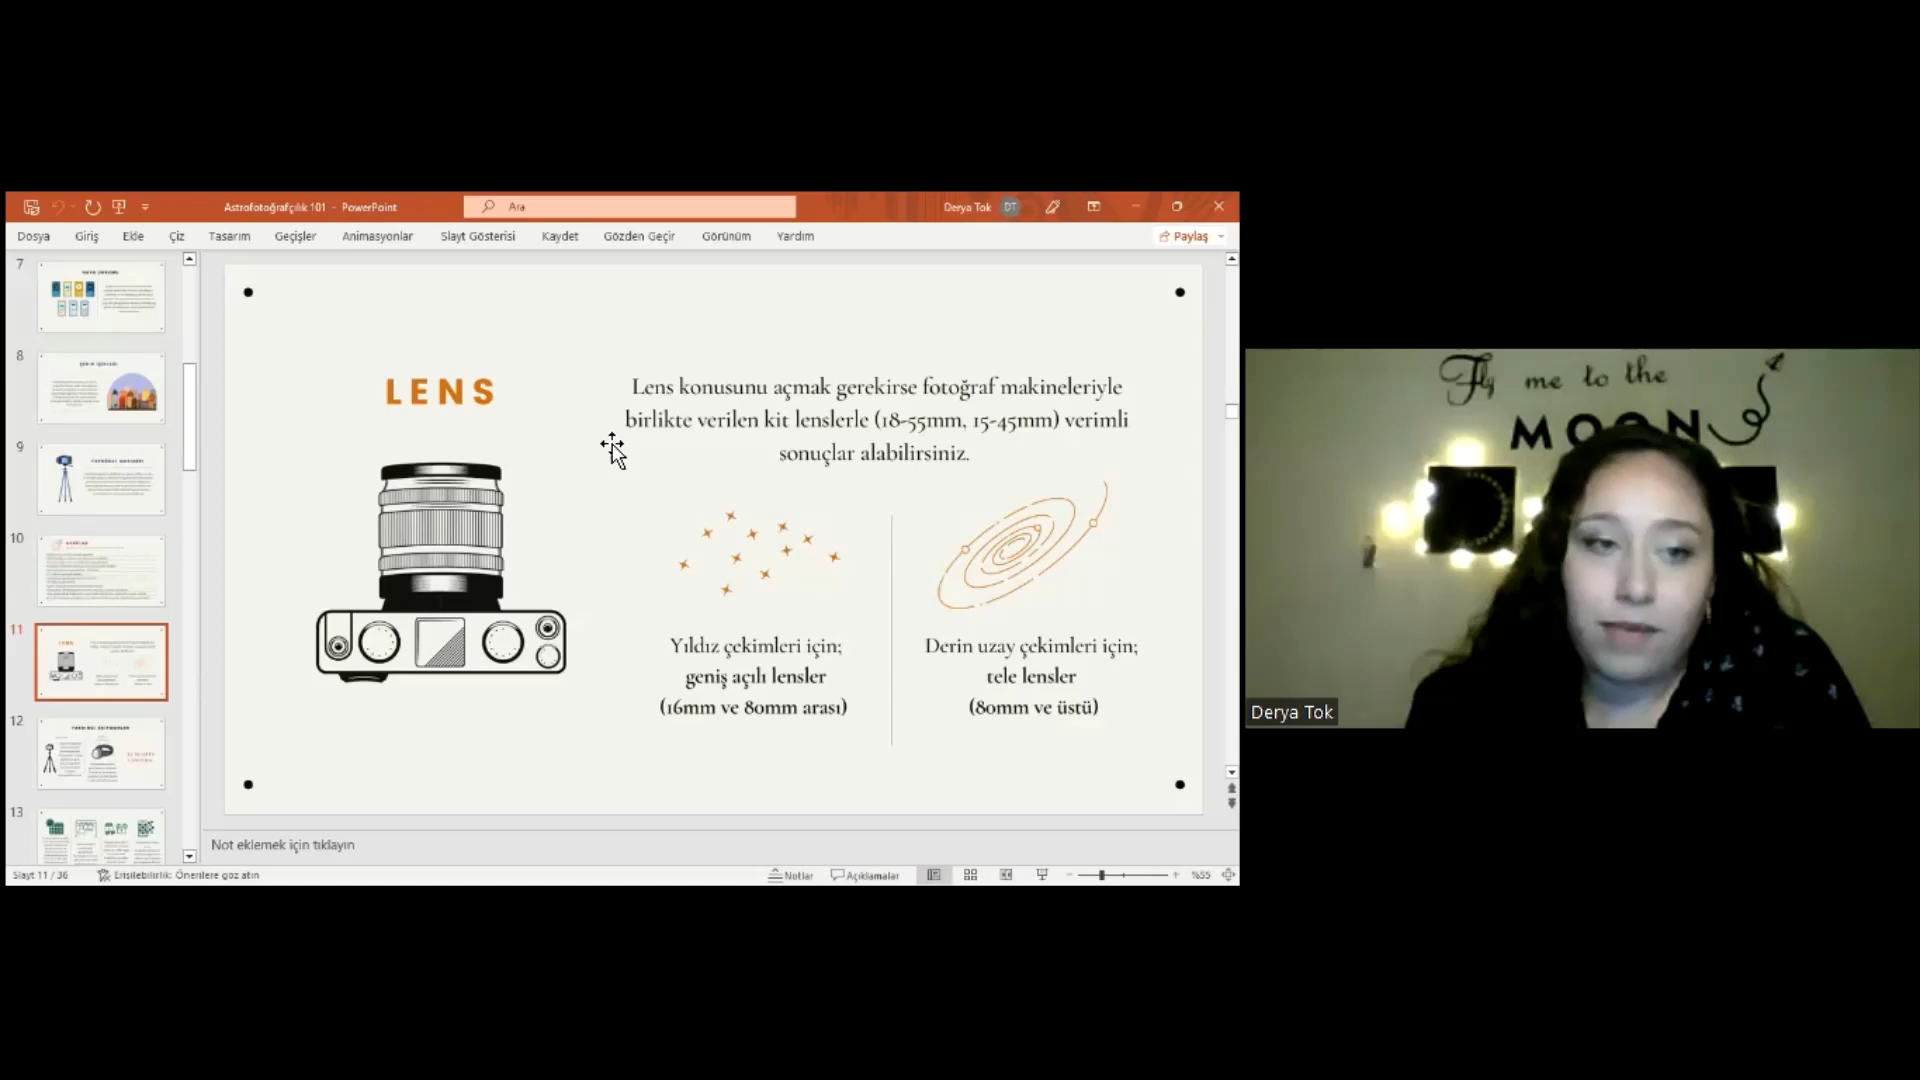 Astrofotoğrafçılık 101 - PowerPoint
Ara
Derya Tok
DT
Dosya
Giriş
Ekle
Çiz
Tasarım
Geçişler
Animasyonlar
Slayt Gösterisi
Kaydet
Gözden Geçir
Görünüm
Yardım
Paylaş
7
8
9
10
11
LENS
12
13
LENS
Lens konusunu açmak gerekirse fotoğraf makineleriyle
birlikte verilen kit lenslerle (18-55mm, 15-45mm) verimli
sonuçlar alabilirsiniz.
Yıldız çekimleri için;
geniş açılı lensler
(16mm ve 80mm arası)
Derin uzay çekimleri için;
tele lensler
(80mm ve üstü)
Not eklemek için tıklayın
Slayt 11 / 36
Erişilebilirlik: Önerilere göz atın
Notlar
Açıklamalar
%55
Fly me to the
MOON
Derya Tok